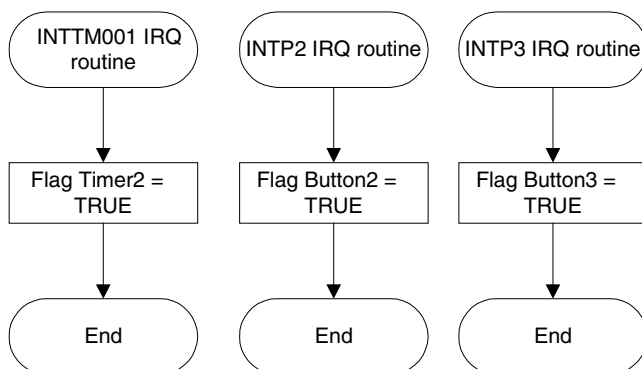 INTTM001 IRQ
routine
Flag Timer2 =
TRUE
End
INTP2 IRQ routine
Flag Button2 =
TRUE
End
INTP3 IRQ routine
Flag Button3 =
TRUE
End